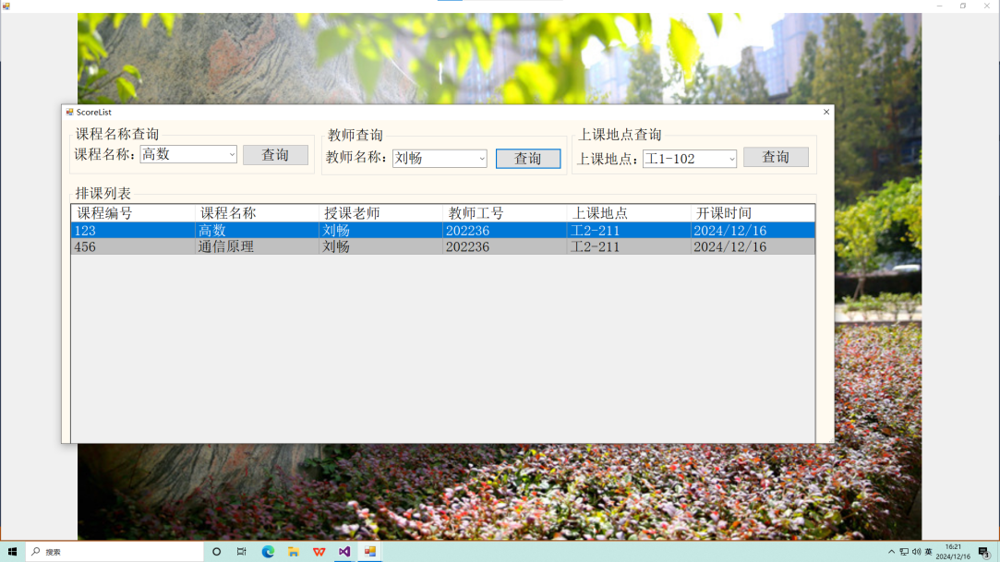 ScoreList
课程名称查询
课程名称: 高数 查询
教师查询
教师名称: 刘畅 查询
上课地点查询
上课地点: 工1-102 查询
排课列表
课程编号 课程名称 授课老师 教师工号 上课地点 开课时间
123 高数 刘畅 202236 工2-211 2024/12/16
456 通信原理 刘畅 202236 工2-211 2024/12/16
搜索
英
16:21
2024/12/16
3